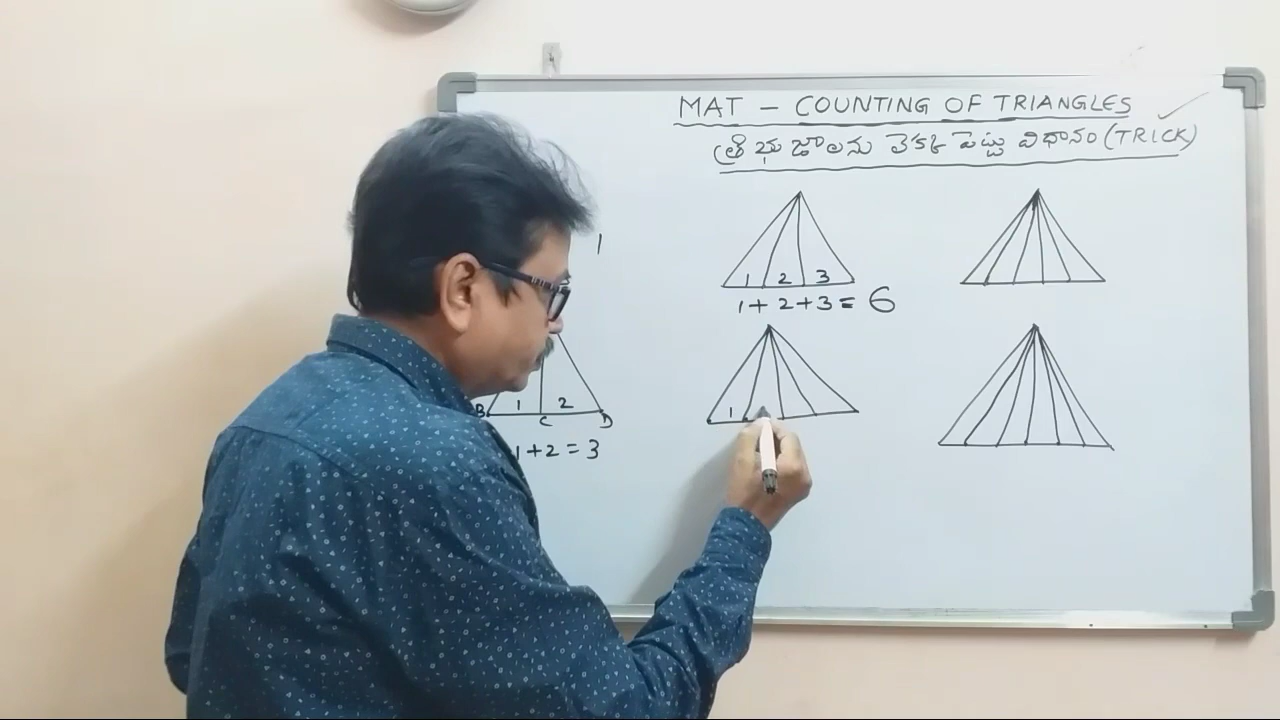 MAT - COUNTING OF TRIANGLES
త్రిభుజాలను లెక్క పెట్టు విధానం (TRICK)
1
1 2 3
1 + 2 + 3 = 6
1 2
B C D
1 + 2 = 3
1